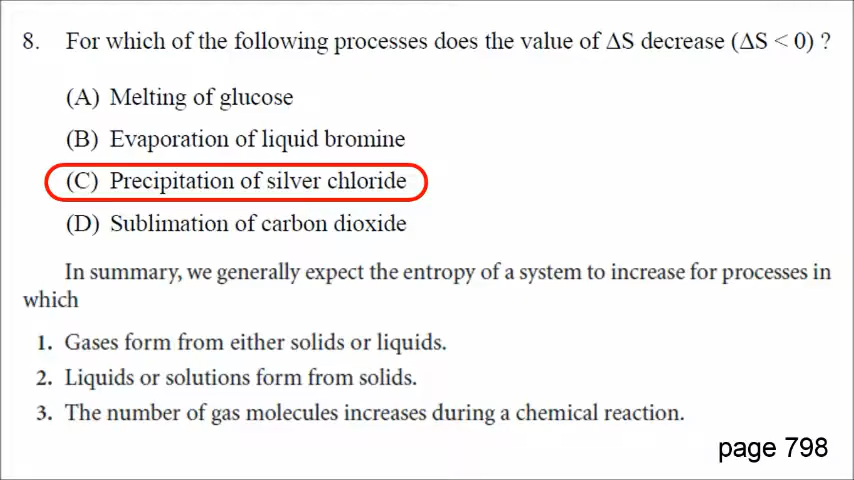 8. For which of the following processes does the value of ΔS decrease (ΔS < 0) ?
(A) Melting of glucose
(B) Evaporation of liquid bromine
(C) Precipitation of silver chloride
(D) Sublimation of carbon dioxide
In summary, we generally expect the entropy of a system to increase for processes in
which
1. Gases form from either solids or liquids.
2. Liquids or solutions form from solids.
3. The number of gas molecules increases during a chemical reaction.
page 798